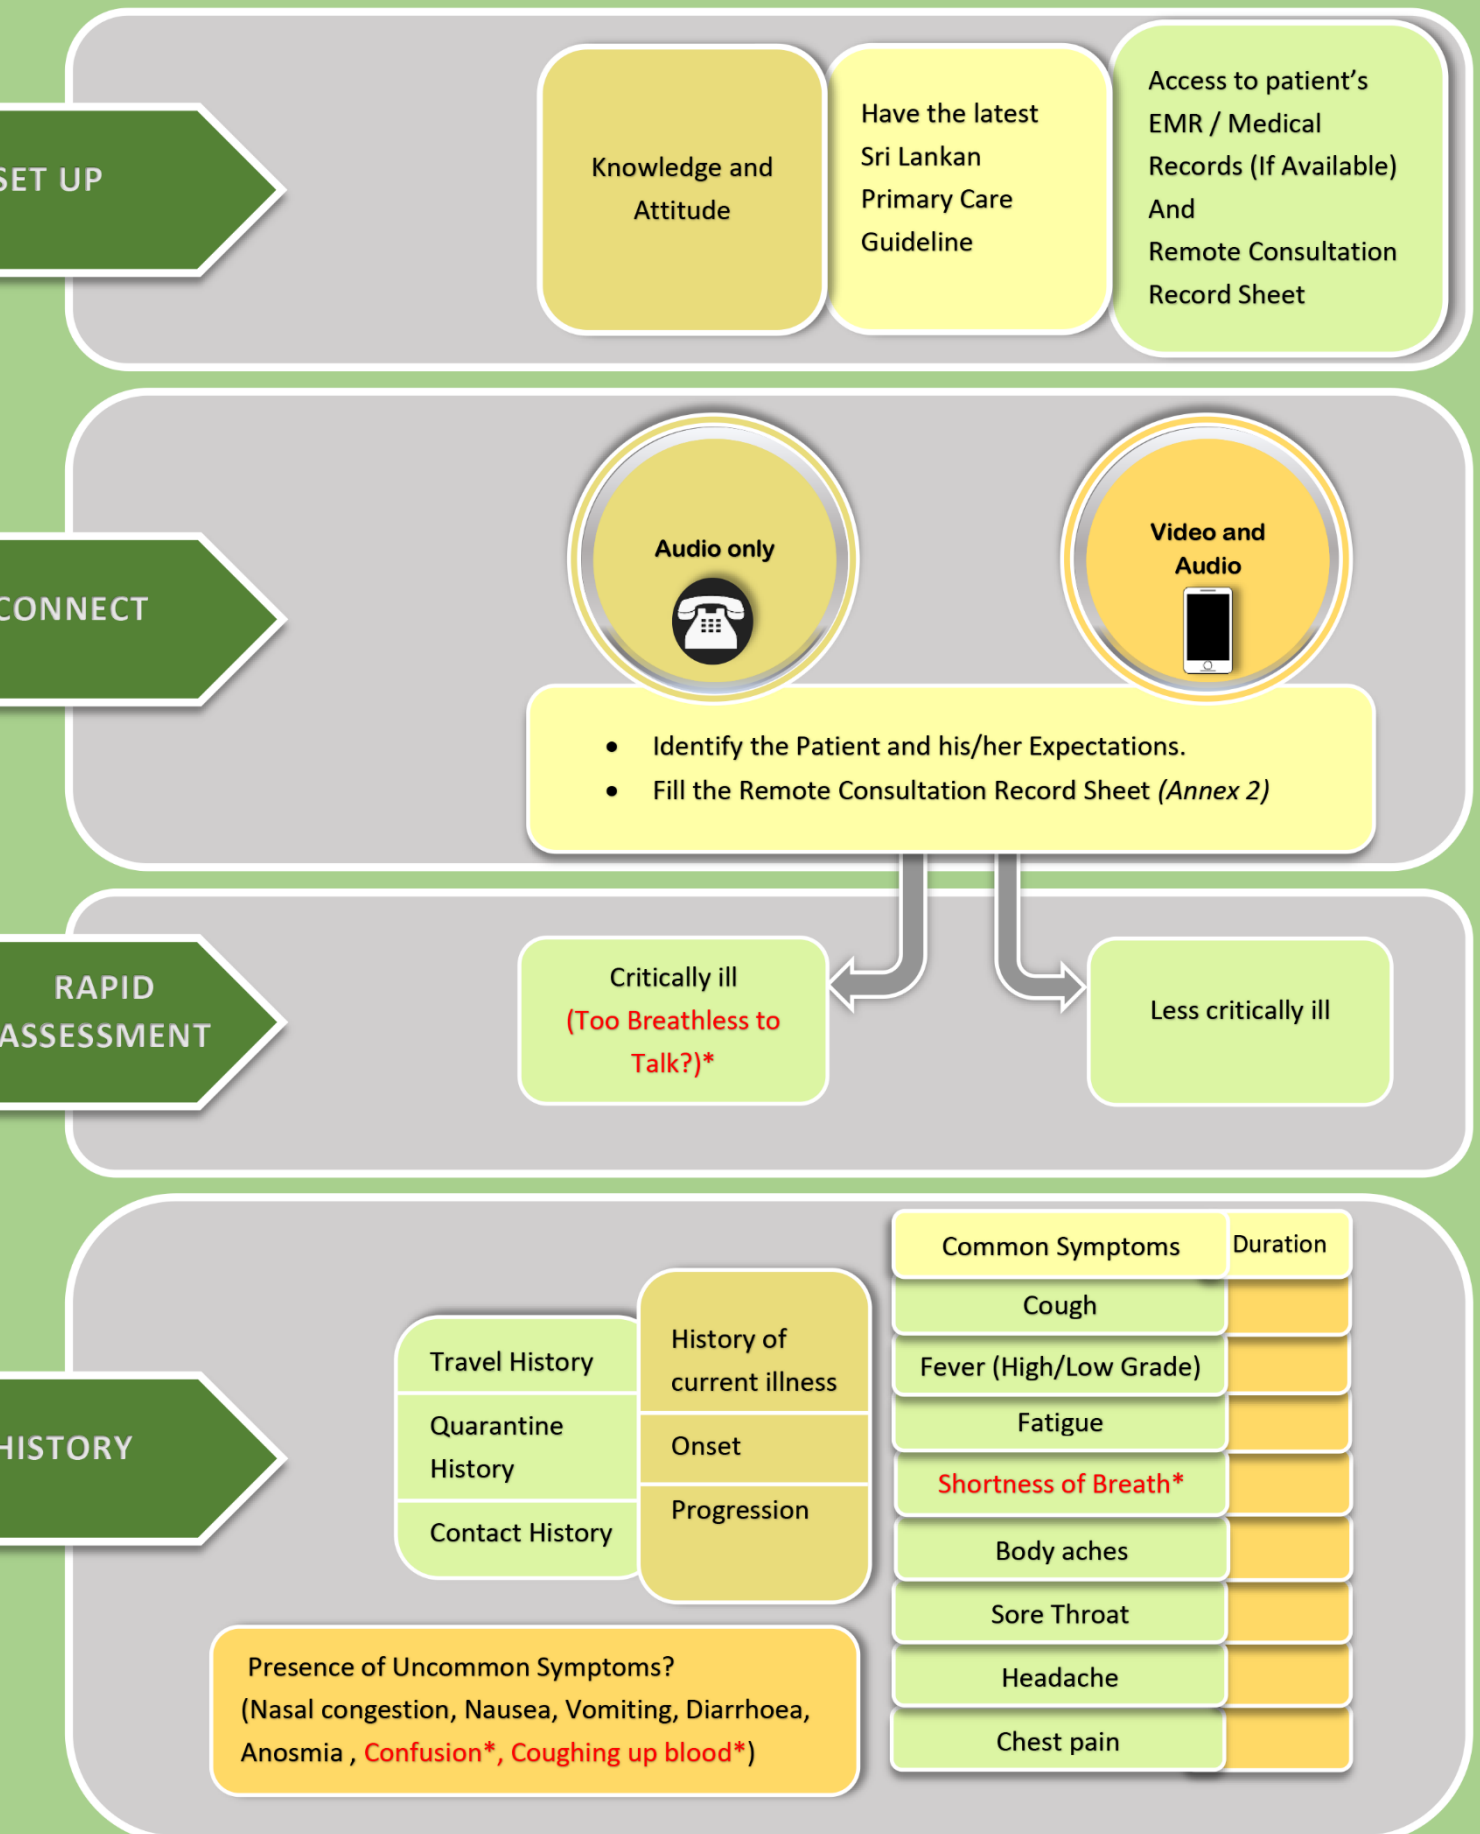 SET UP
Knowledge and
Attitude
Have the latest
Sri Lankan
Primary Care
Guideline
Access to patient's
EMR / Medical
Records (If Available)
And
Remote Consultation
Record Sheet
CONNECT
Audio only
Video and
Audio
• Identify the Patient and his/her Expectations.
• Fill the Remote Consultation Record Sheet (Annex 2)
RAPID
ASSESSMENT
Critically ill
(Too Breathless to
Talk?)*
Less critically ill
HISTORY
Travel History
Quarantine
History
Contact History
History of
current illness
Onset
Progression
Common Symptoms Duration
Cough
Fever (High/Low Grade)
Fatigue
Shortness of Breath*
Body aches
Sore Throat
Headache
Chest pain
Presence of Uncommon Symptoms?
(Nasal congestion, Nausea, Vomiting, Diarrhoea,
Anosmia , Confusion*, Coughing up blood*)